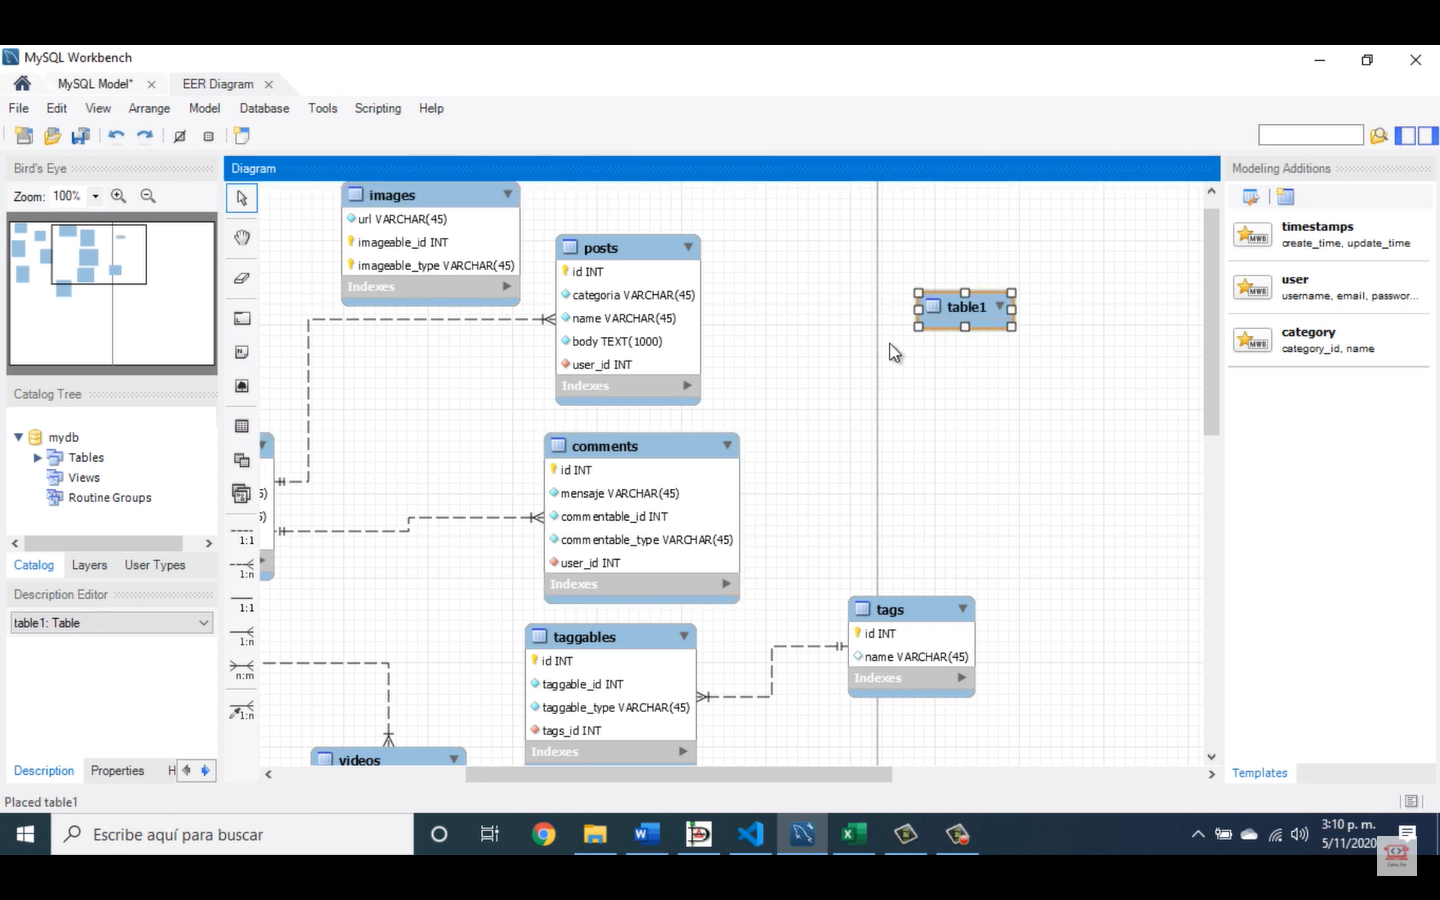 MySQL Workbench
MySQL Model*
EER Diagram
File Edit View Arrange Model Database Tools Scripting Help
Bird's Eye
Zoom: 100%
Catalog Tree
mydb
Tables
Views
Routine Groups
Catalog Layers User Types
Description Editor
table1: Table
Description Properties H
Placed table1
Diagram
1:1
1:n
1:1
1:n
n:m
1:n
images
url VARCHAR(45)
imageable_id INT
imageable_type VARCHAR(45)
Indexes
posts
id INT
categoria VARCHAR(45)
name VARCHAR(45)
body TEXT(1000)
user_id INT
Indexes
table1
5)
5)
comments
id INT
mensaje VARCHAR(45)
commentable_id INT
commentable_type VARCHAR(45)
user_id INT
Indexes
taggables
id INT
taggable_id INT
taggable_type VARCHAR(45)
tags_id INT
Indexes
tags
id INT
name VARCHAR(45)
Indexes
videos
Modeling Additions
timestamps
create_time, update_time
user
username, email, passwor...
category
category_id, name
Templates
Escribe aquí para buscar
3:10 p. m.
5/11/2020